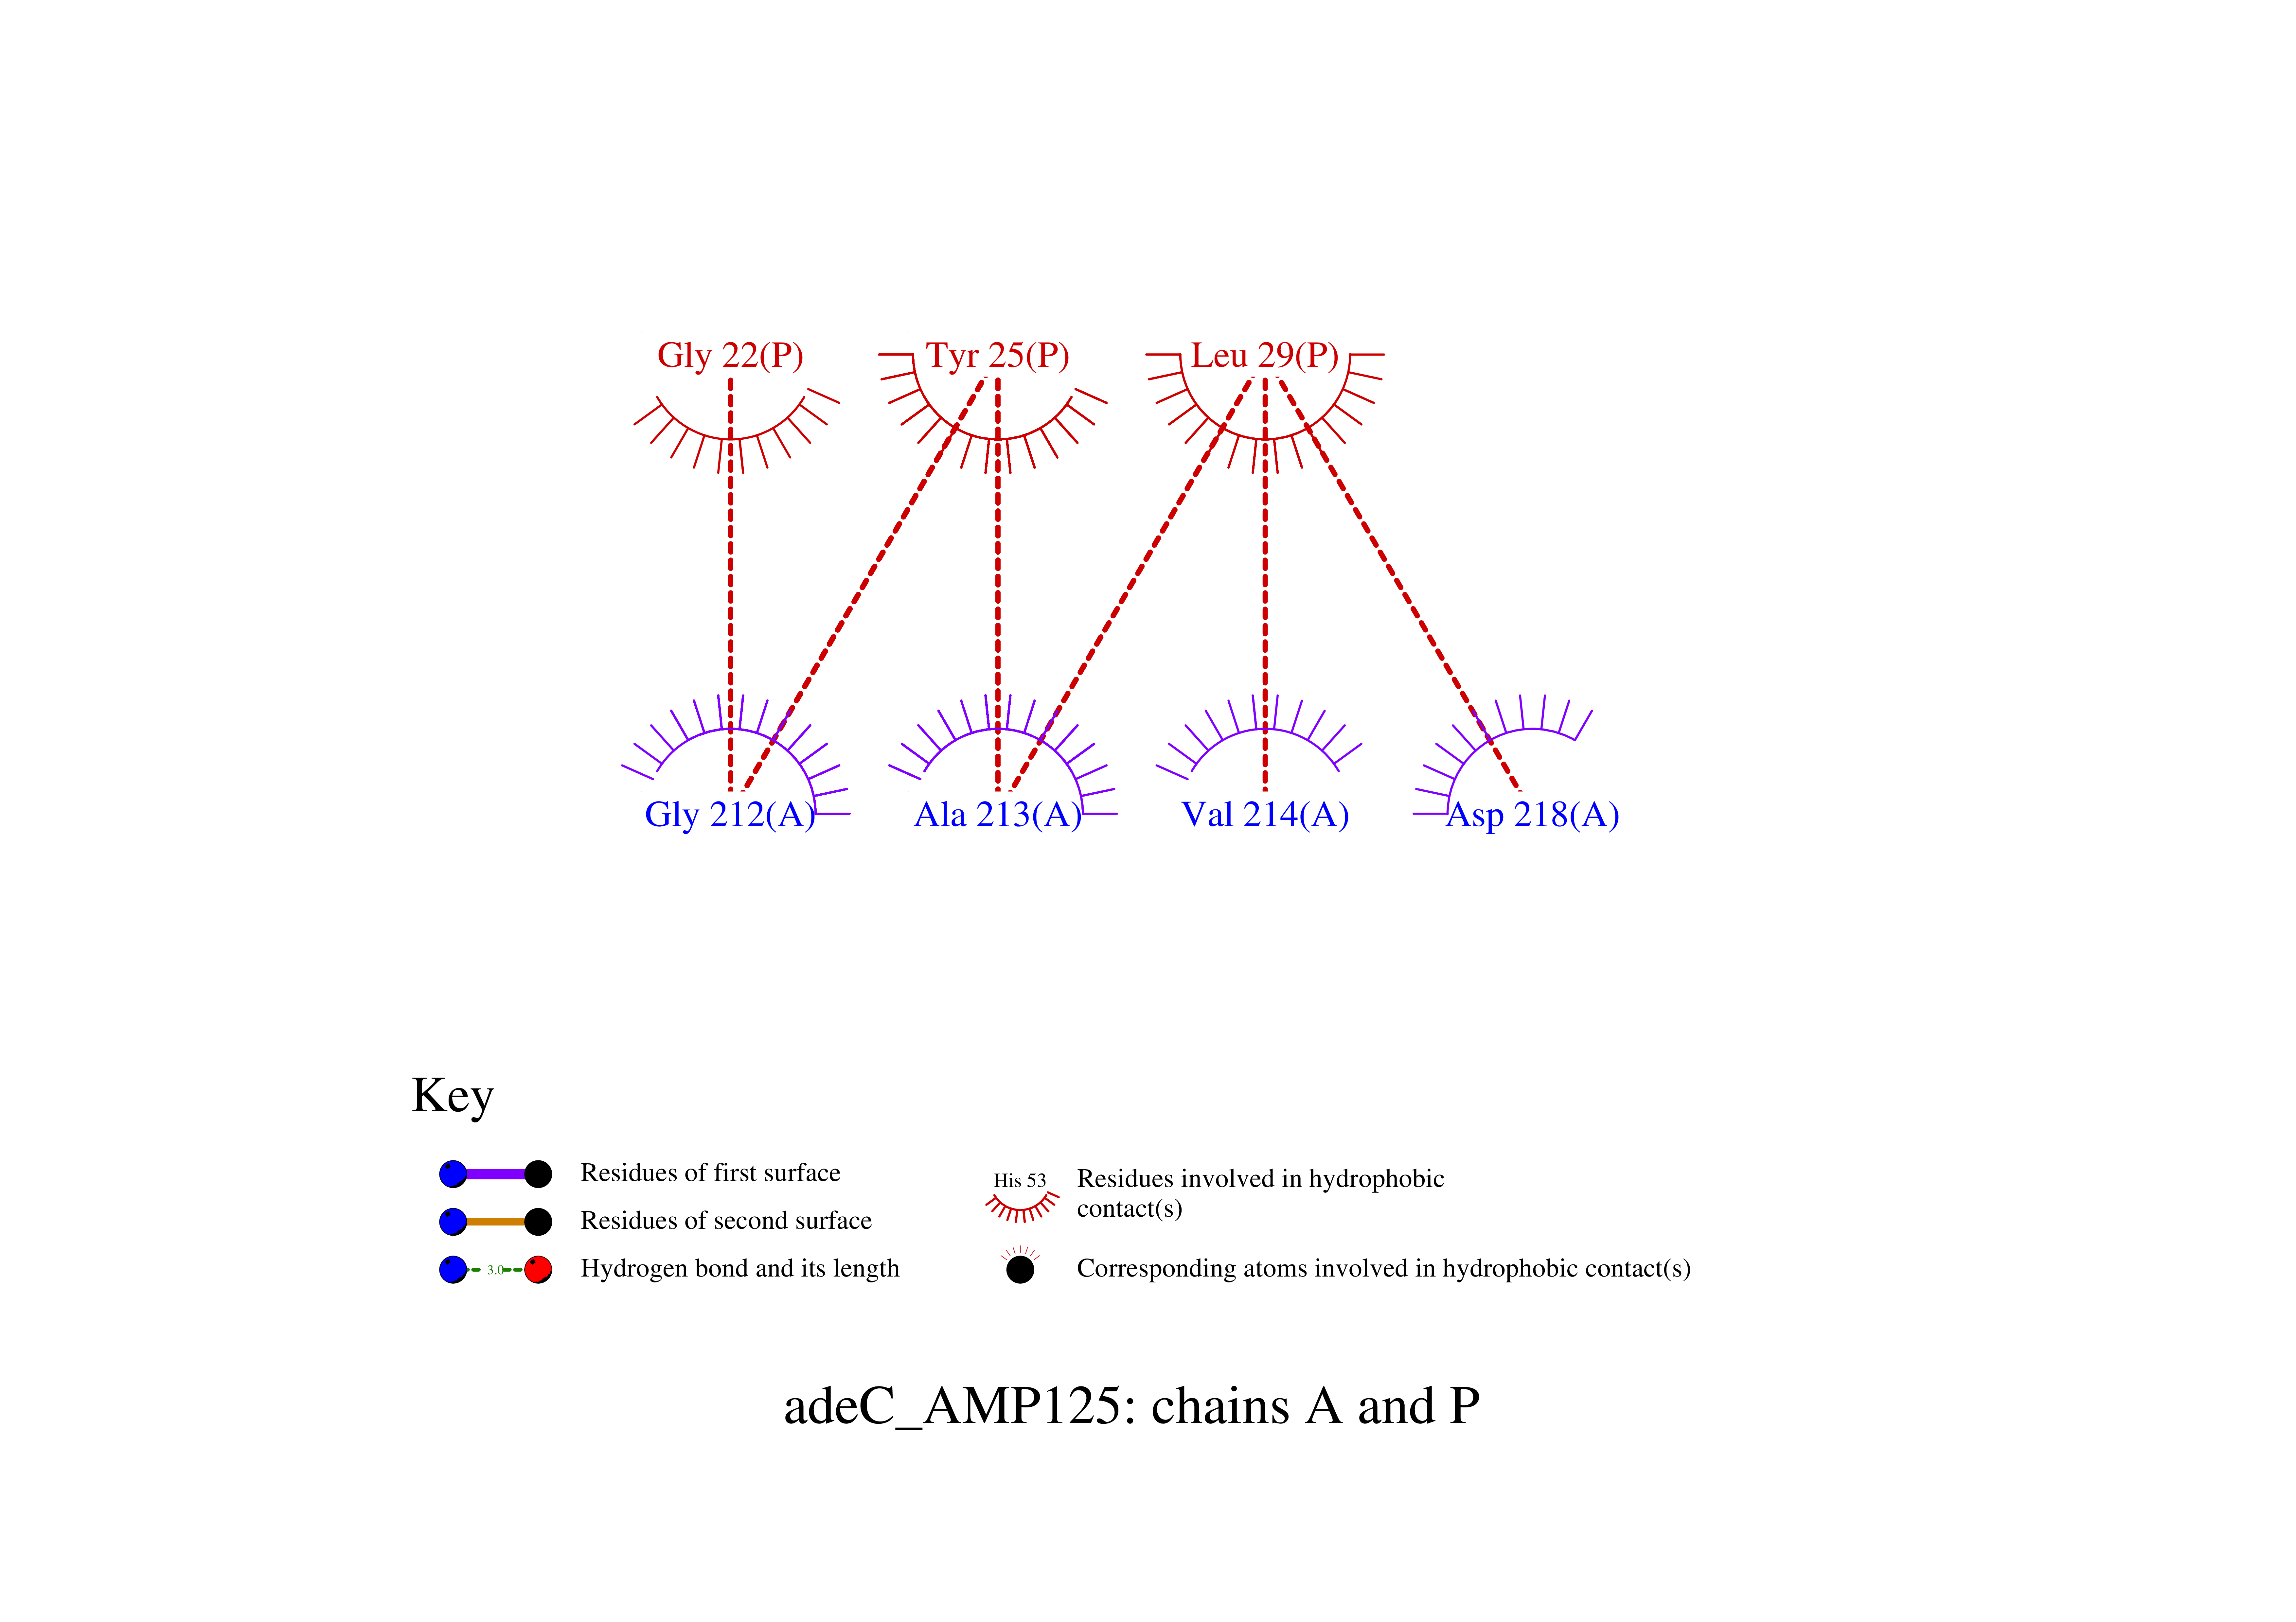 Gly 22(P) Tyr 25(P) Leu 29(P)
Gly 212(A) Ala 213(A) Val 214(A) Asp 218(A)
Key
Residues of first surface
Residues of second surface
3.0 Hydrogen bond and its length
His 53 Residues involved in hydrophobic
contact(s)
Corresponding atoms involved in hydrophobic contact(s)
adeC_AMP125: chains A and P